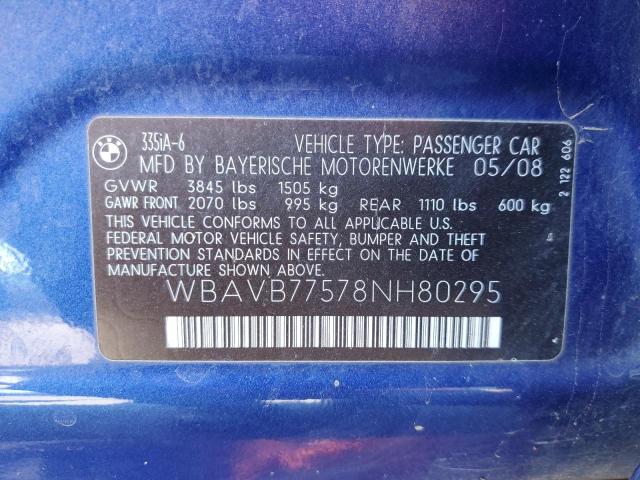 BMW
335iA-6 VEHICLE TYPE: PASSENGER CAR
MFD BY BAYERISCHE MOTORENWERKE 05/08
GVWR 3845 lbs 1505 kg
GAWR FRONT 2070 lbs 995 kg REAR 1110 lbs 600 kg
THIS VEHICLE CONFORMS TO ALL APPLICABLE U.S.
FEDERAL MOTOR VEHICLE SAFETY, BUMPER AND THEFT
PREVENTION STANDARDS IN EFFECT ON THE DATE OF
MANUFACTURE SHOWN ABOVE.
WBAVB77578NH80295
2 122 606